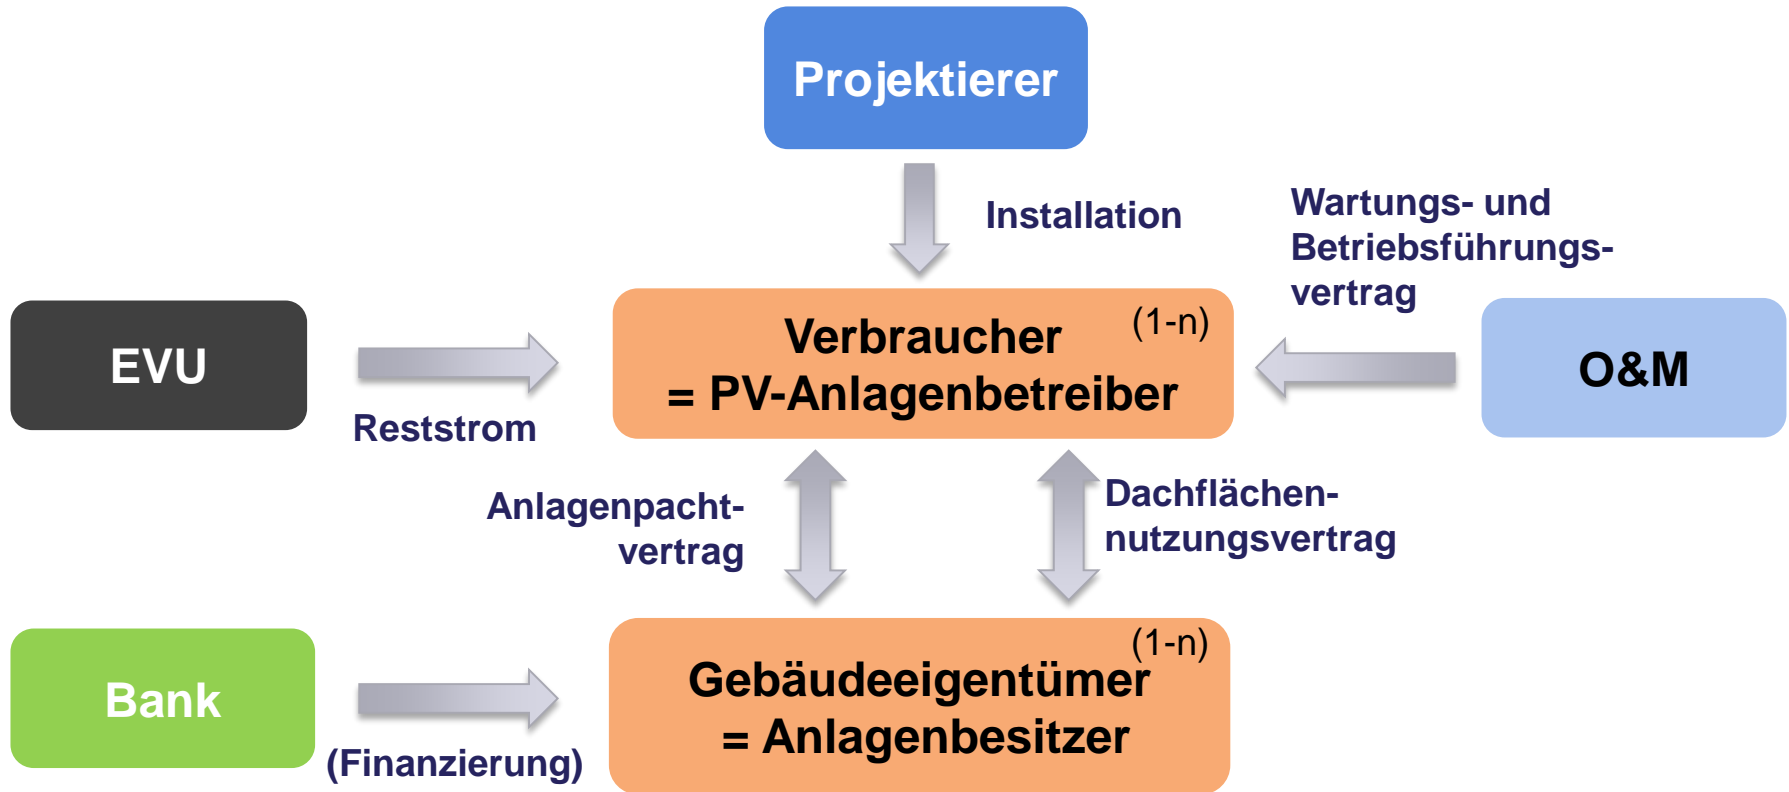 Projektierer
Installation
Wartungs- und
Betriebsführungs-
vertrag
EVU
Reststrom
Verbraucher (1-n)
= PV-Anlagenbetreiber
O&M
Anlagenpacht-
vertrag
Dachflächen-
nutzungsvertrag
Bank
(Finanzierung)
(1-n)
Gebäudeeigentümer
= Anlagenbesitzer